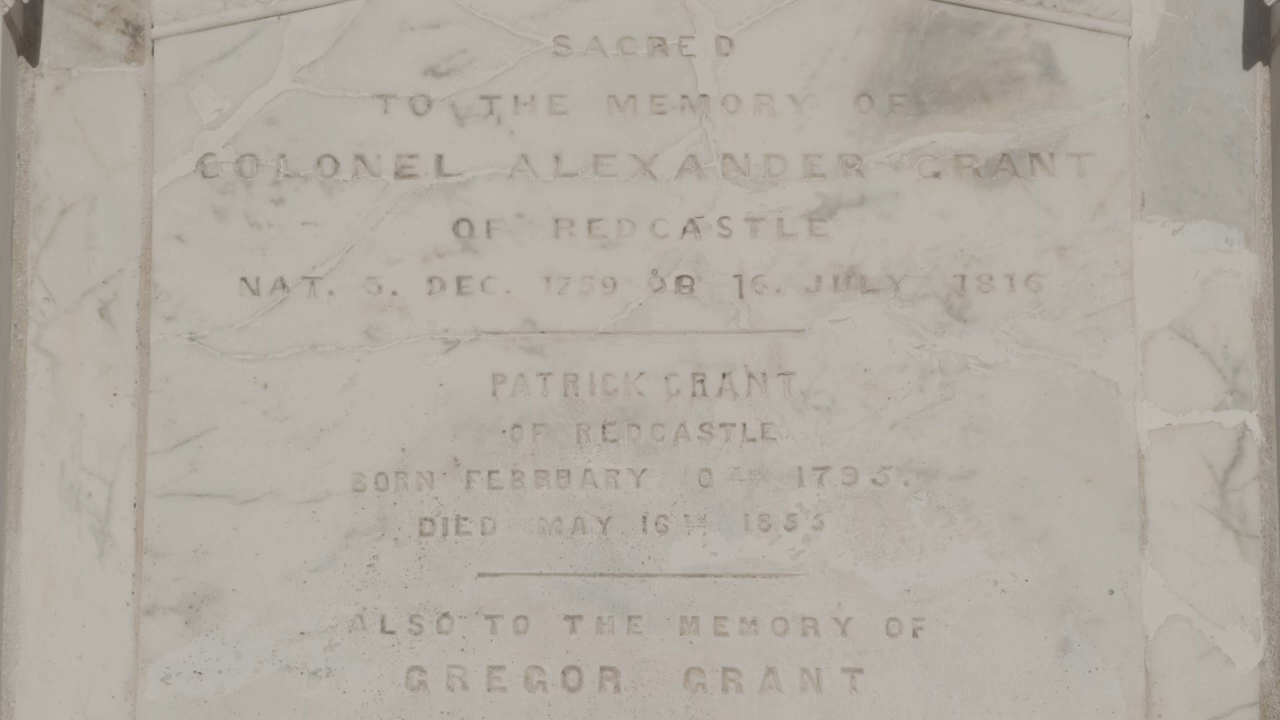 SACRED
TO THE MEMORY OF
COLONEL ALEXANDER GRANT
OF REDCASTLE
NAT. 5. DEC. 1759 OB 16. JULY 1816
PATRICK GRANT
OF REDCASTLE
BORN FEBRUARY 1795.
DIED MAY 16TH 1855
ALSO TO THE MEMORY OF
GREGOR GRANT